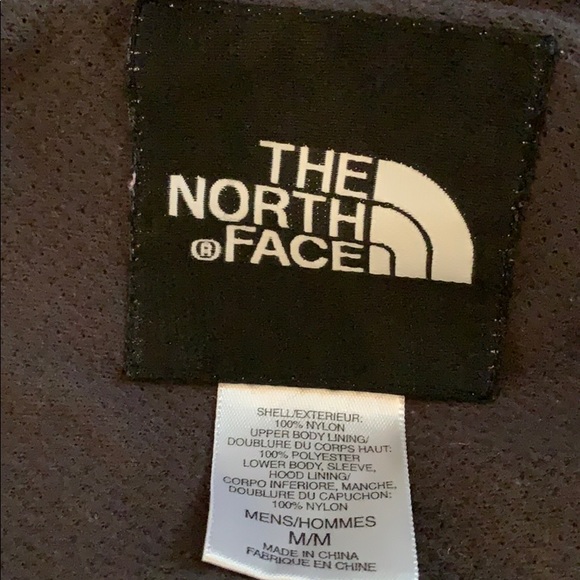 THE
NORTH
® FACE
SHELL/EXTERIEUR:
100% NYLON
UPPER BODY LINING/
DOUBLURE DU CORPS HAUT:
100% POLYESTER
LOWER BODY, SLEEVE,
HOOD LINING/
CORPO INFERIORE, MANCHE,
DOUBLURE DU CAPUCHON:
100% NYLON
MENS/HOMMES
M/M
MADE IN CHINA
FABRIQUE EN CHINE